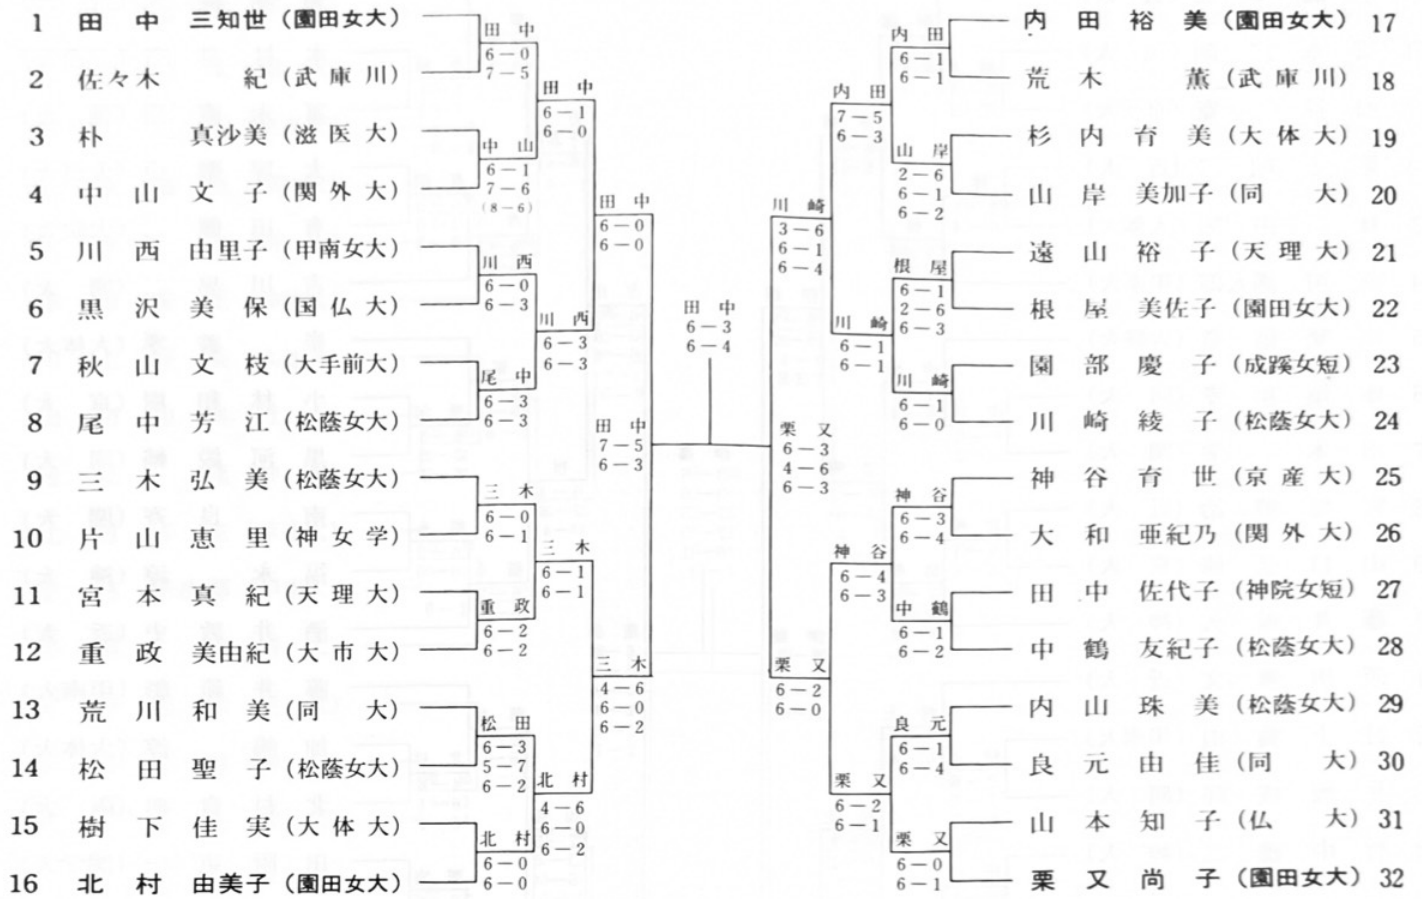 1 田中 三知世 (園田女大)
2 佐々木 紀 (武庫川)
3 朴 真沙美 (滋医大)
4 中山文子 (関外大)
5 川西 由里子 (甲南女大)
6 黒沢美保 (国仏大)
7 秋山文枝 (大手前大)
8 尾中芳江 (松蔭女大)
9 三木弘美 (松蔭女大)
10 片山恵里 (神女学)
11 宮本真紀 (天理大)
12 重政 美由紀 (大市大)
13 荒川和美 (同 大)
14 松田聖子 (松蔭女大)
15 樹下佳実 (大体大)
16 北村 由美子 (園田女大)
田中
6-0
7-5
中山
6-1
7-6
(8-6)
川西
6-0
6-3
尾中
6-3
6-3
三木
6-0
6-1
重政
6-2
6-2
松田
6-3
5-7
6-2
北村
6-0
6-0
田中
6-1
6-0
川西
6-3
6-3
三木
6-1
6-1
北村
4-6
6-0
6-2
田中
6-0
6-0
三木
4-6
6-0
6-2
田中
7-5
6-3
田中
6-3
6-4
栗又
6-3
4-6
6-3
川崎
3-6
6-1
6-4
栗又
6-2
6-0
内田
7-5
6-3
川崎
6-1
6-1
神谷
6-4
6-3
栗又
6-2
6-1
内田
6-1
6-1
山岸
2-6
6-1
6-2
根屋
6-1
2-6
6-3
川崎
6-1
6-0
神谷
6-3
6-4
中鶴
6-1
6-2
良元
6-1
6-4
栗又
6-0
6-1
内田裕美 (園田女大) 17
荒木 薫 (武庫川) 18
杉内育美 (大体大) 19
山岸 美加子 (同 大) 20
遠山裕子 (天理大) 21
根屋 美佐子 (園田女大) 22
園部慶子 (成蹊女短) 23
川崎綾子 (松蔭女大) 24
神谷育世 (京産大) 25
大和 亜紀乃 (関外大) 26
田中 佐代子 (神院女短) 27
中鶴 友紀子 (松蔭女大) 28
内山珠美 (松蔭女大) 29
良元由佳 (同 大) 30
山本知子 (仏 大) 31
栗又尚子 (園田女大) 32